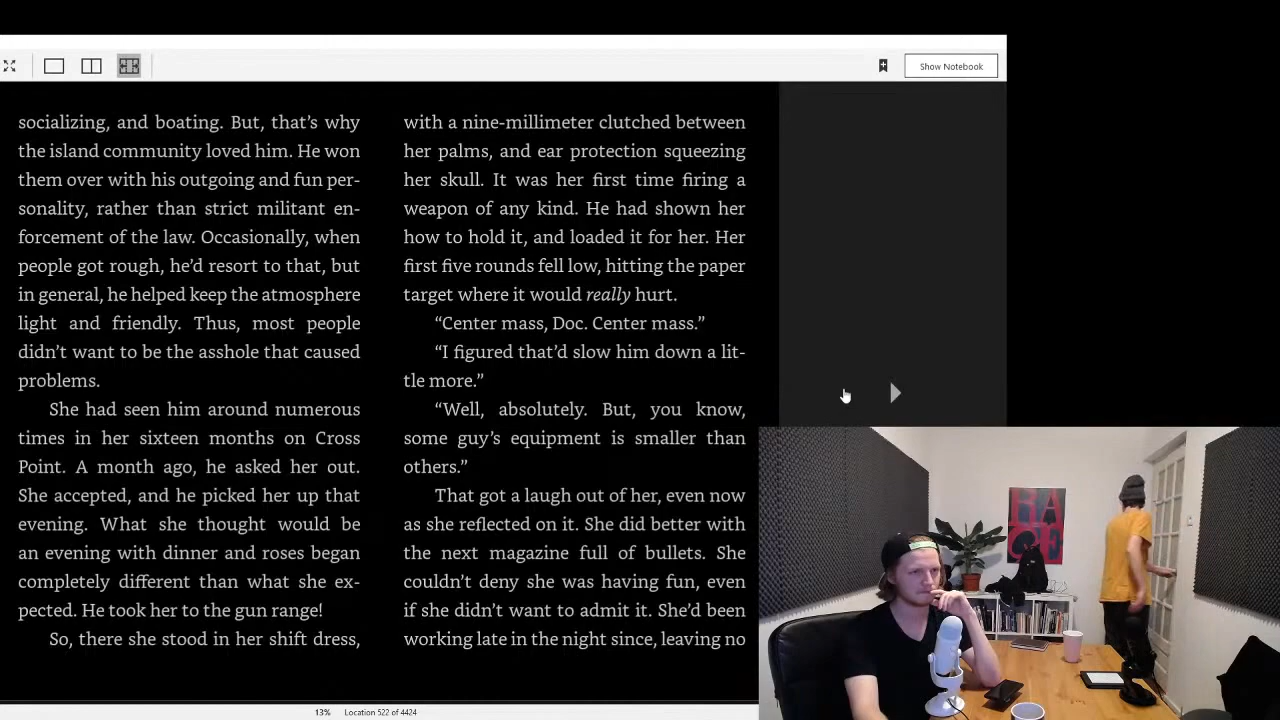 Show Notebook
socializing, and boating. But, that's why
the island community loved him. He won
them over with his outgoing and fun per-
sonality, rather than strict militant en-
forcement of the law. Occasionally, when
people got rough, he'd resort to that, but
in general, he helped keep the atmosphere
light and friendly. Thus, most people
didn't want to be the asshole that caused
problems.
She had seen him around numerous
times in her sixteen months on Cross
Point. A month ago, he asked her out.
She accepted, and he picked her up that
evening. What she thought would be
an evening with dinner and roses began
completely different than what she ex-
pected. He took her to the gun range!
So, there she stood in her shift dress,
with a nine-millimeter clutched between
her palms, and ear protection squeezing
her skull. It was her first time firing a
weapon of any kind. He had shown her
how to hold it, and loaded it for her. Her
first five rounds fell low, hitting the paper
target where it would really hurt.
“Center mass, Doc. Center mass.”
“I figured that’d slow him down a lit-
tle more.”
“Well, absolutely. But, you know,
some guy’s equipment is smaller than
others.”
That got a laugh out of her, even now
as she reflected on it. She did better with
the next magazine full of bullets. She
couldn’t deny she was having fun, even
if she didn’t want to admit it. She’d been
working late in the night since, leaving no
RAGE
13% Location 522 of 4424